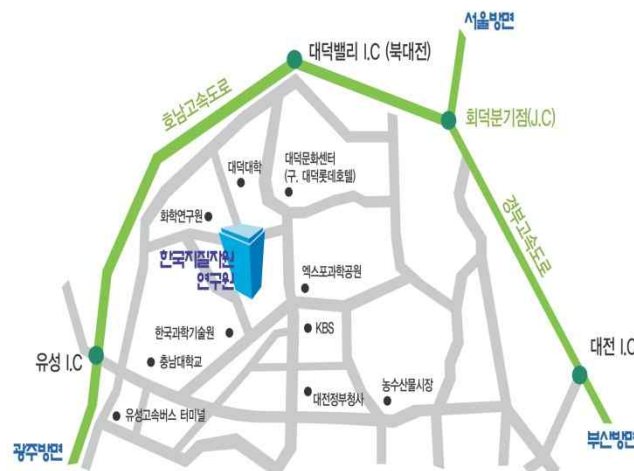 서울방면
대덕밸리 I.C (북대전)
호남고속도로
회덕분기점(J.C)
대덕대학
대덕문화센터
(구. 대덕롯데호텔)
화학연구원
경부고속도로
한국지질자원
연구원
엑스포과학공원
한국과학기술원
KBS
유성 I.C
충남대학교
대전 I.C
대전정부청사
농수산물시장
유성고속버스 터미널
광주방면
부산방면